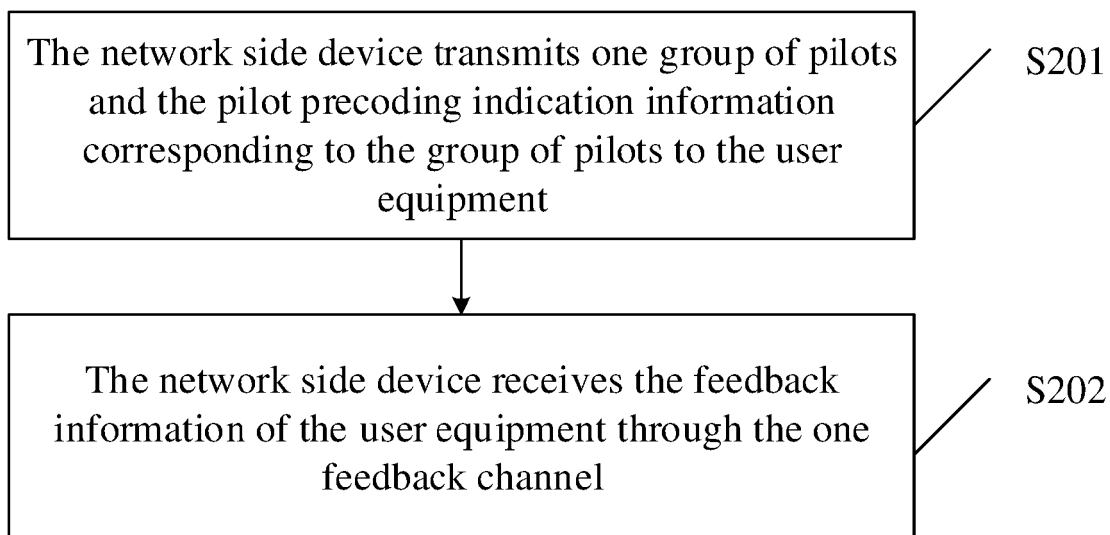 The network side device transmits one group of pilots
and the pilot precoding indication information
corresponding to the group of pilots to the user
equipment
S201
The network side device receives the feedback
information of the user equipment through the one
feedback channel
S202